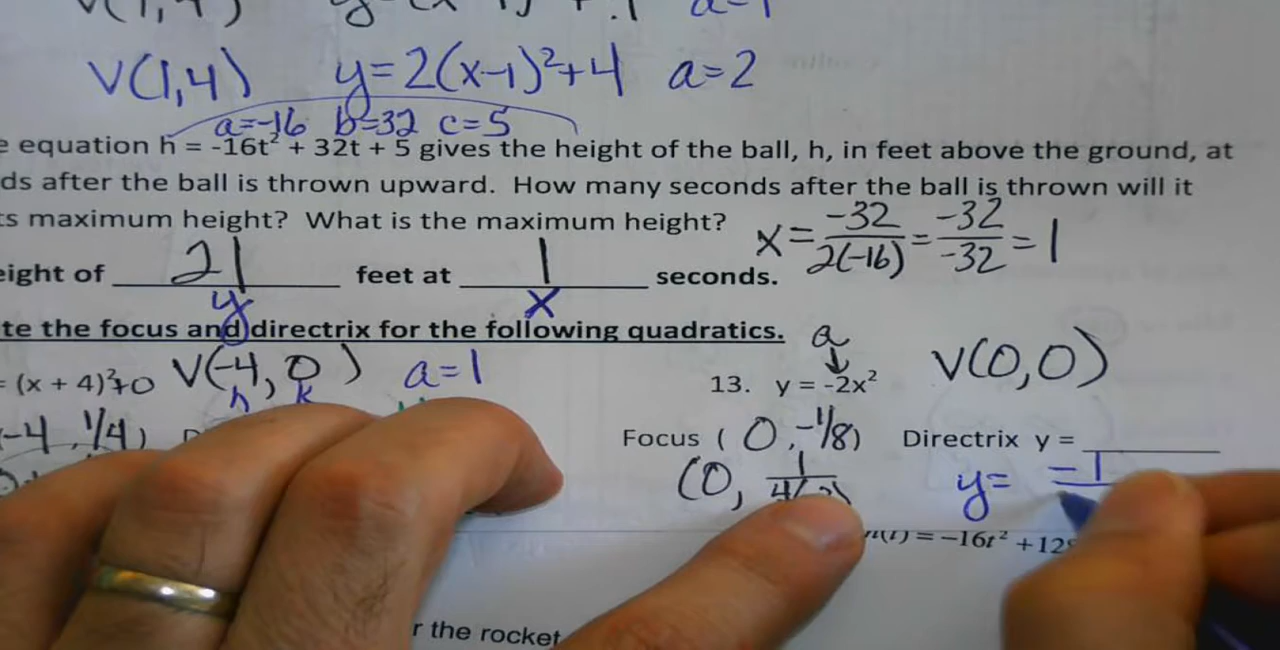 V(1,4) y=2(x-1)²+4 a=2
a=-16 b=32 c=5
e equation h = -16t² + 32t + 5 gives the height of the ball, h, in feet above the ground, at
ds after the ball is thrown upward. How many seconds after the ball is thrown will it
ts maximum height? What is the maximum height?
x = -32/2(-16) = -32/-32 = 1
eight of 21 feet at 1 seconds.
y x
te the focus and directrix for the following quadratics.
a
= (x + 4)²+0 V(-4, 0) a=1
h k
13. y = -2x² V(0,0)
-4, 1/4)
Focus ( 0, -1/8) Directrix y =
(0, 1
y= -1
= -16t² + 12
r the rocket